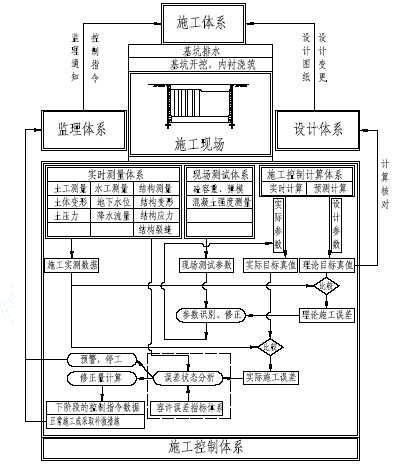 施工体系
监理通知
控制指令
设计图纸
设计变更
基坑排水
基坑开挖，内衬浇筑
监理体系
施工现场
设计体系
计算核对
实时测量体系
土工测量 水工测量 结构测量
土体变形 地下水位 结构变形
土压力 降水流量 结构应力
结构裂缝
现场测试体系
砼容重、弹模
混凝土强度测量
施工控制计算体系
实时计算 预测计算
实际参数
设计参数
施工实测数据
现场测试参数
实际目标真值
理论目标真值
比较
参数识别、修正
理论施工误差
比较
预警，停工
修正量计算
误差状态分析
实际施工误差
下阶段的控制指令数据
容许误差指标体系
正常施工或采取补救措施
施工控制体系